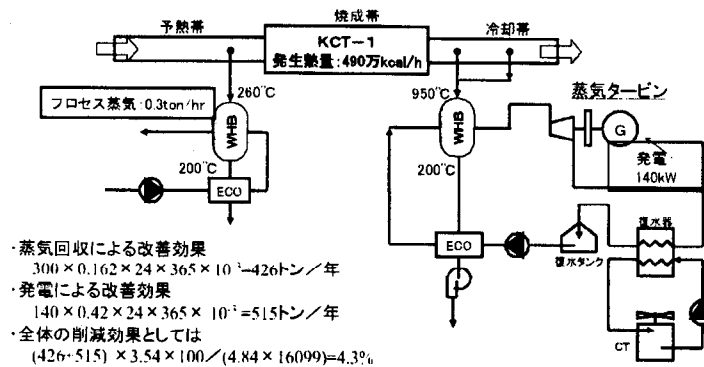 焼成帯
予熱帯
冷却帯
KCT-1
発生熱量:490万kcal/h
260℃
950℃
蒸気タービン
プロセス蒸気:0.3ton/hr
WHB
WHB
G
発電
140kW
200℃
200℃
ECO
ECO
復水器
復水タンク
CT
・蒸気回収による改善効果
300×0.162×24×365×10⁻³=426トン/年
・発電による改善効果
140×0.42×24×365×10⁻³=515トン/年
・全体の削減効果としては
(426+515)×3.54×100/(4.84×16099)=4.3%